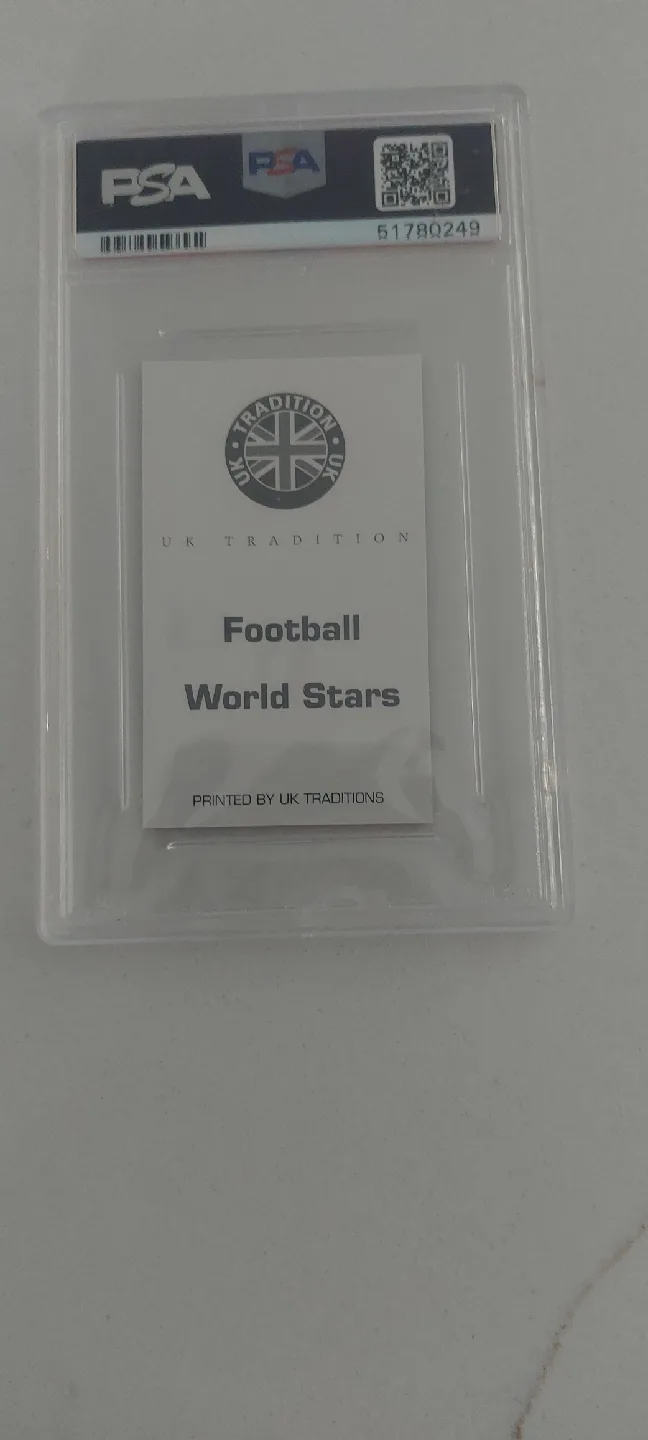 PSA
PSA
51780249
UK • TRADITION • UK
UK TRADITION
Football
World Stars
PRINTED BY UK TRADITIONS